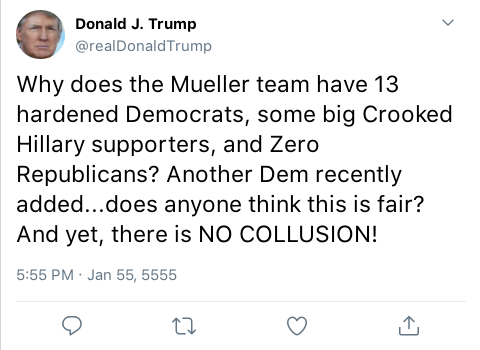 Donald J. Trump
@realDonaldTrump
Why does the Mueller team have 13
hardened Democrats, some big Crooked
Hillary supporters, and Zero
Republicans? Another Dem recently
added...does anyone think this is fair?
And yet, there is NO COLLUSION!
5:55 PM · Jan 55, 5555